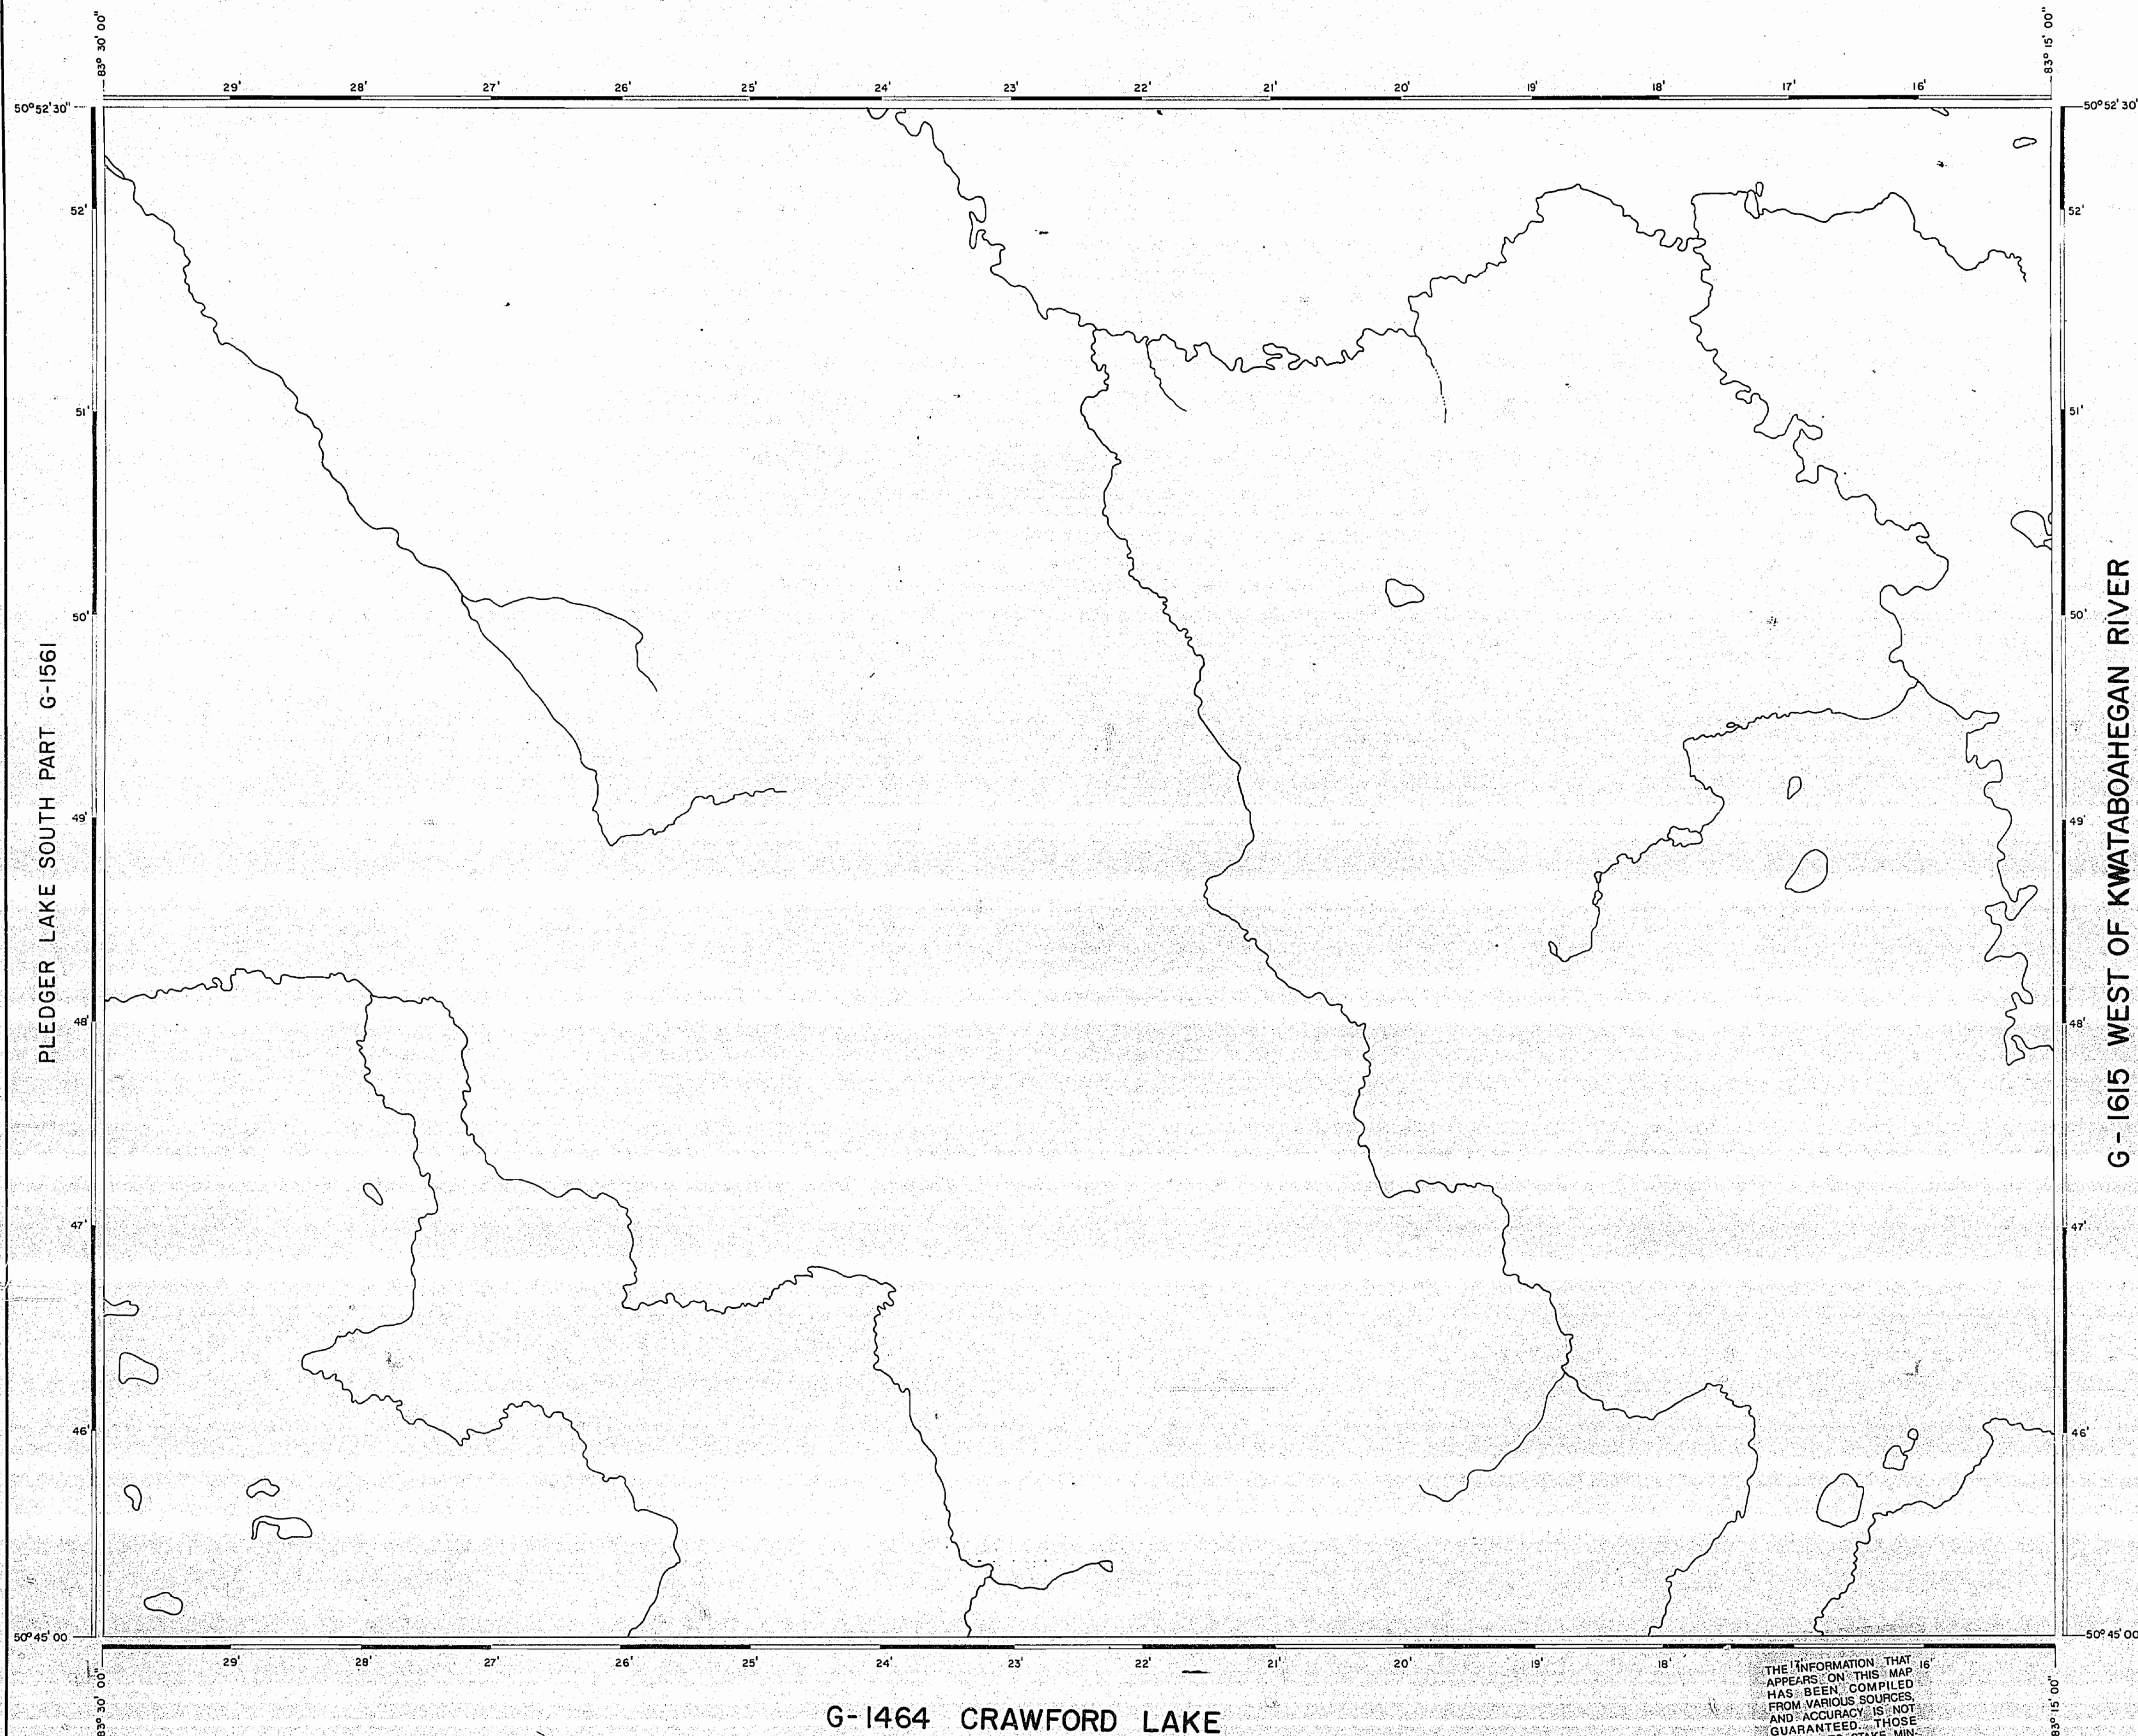 83° 30' 00"
83° 15' 00"
29' 28' 27' 26' 25' 24' 23' 22' 21' 20' 19' 18' 17' 16'
50° 52' 30"
50° 52' 30"
52'
52'
51'
51'
50'
50'
49'
49'
48'
48'
47'
47'
46'
46'
50° 45' 00
50° 45' 00
PLEDGER LAKE SOUTH PART G-1561
G-1615 WEST OF KWATABOAHEGAN RIVER
29' 28' 27' 26' 25' 24' 23' 22' 21' 20' 19' 18' 17' 16'
83° 30' 00"
83° 15' 00"
G-1464 CRAWFORD LAKE
THE INFORMATION THAT
APPEARS ON THIS MAP
HAS BEEN COMPILED
FROM VARIOUS SOURCES,
AND ACCURACY IS NOT
GUARANTEED. THOSE